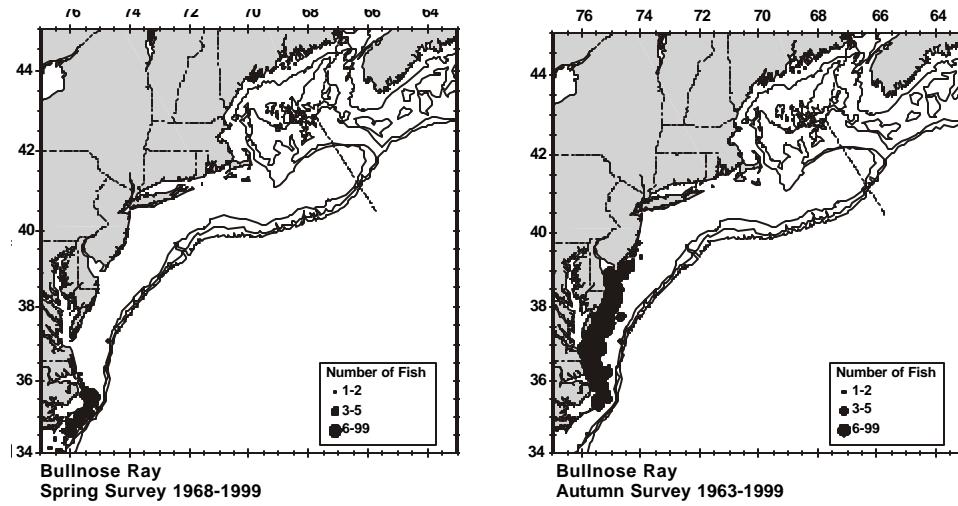 76 74 72 70 68 66 64
44
42
40
38
36
34
Number of Fish
1-2
3-5
6-99
Bullnose Ray
Spring Survey 1968-1999
76 74 72 70 68 66 64
44
42
40
38
36
34
Number of Fish
1-2
3-5
6-99
Bullnose Ray
Autumn Survey 1963-1999